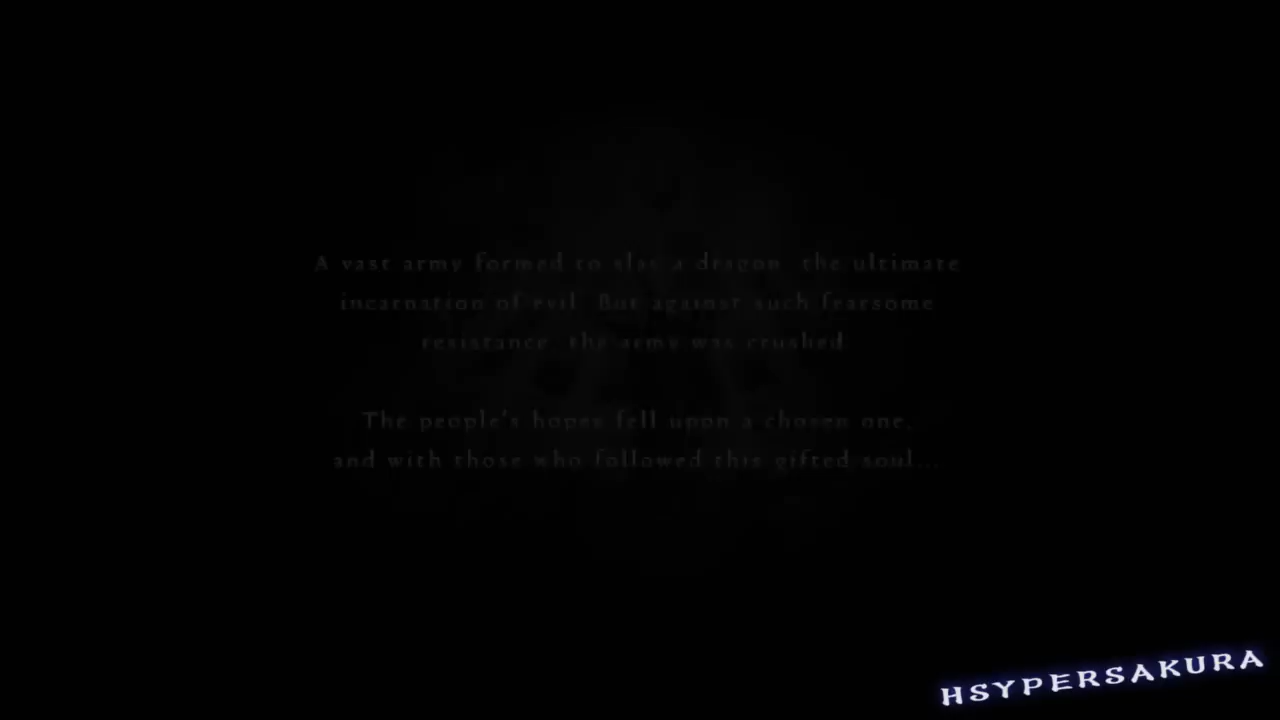 A vast army formed to slay a dragon, the ultimate
incarnation of evil. But against such fearsome
resistance, the army was crushed.
The people's hopes fell upon a chosen one,
and with those who followed this gifted soul...
HSYPERSAKURA